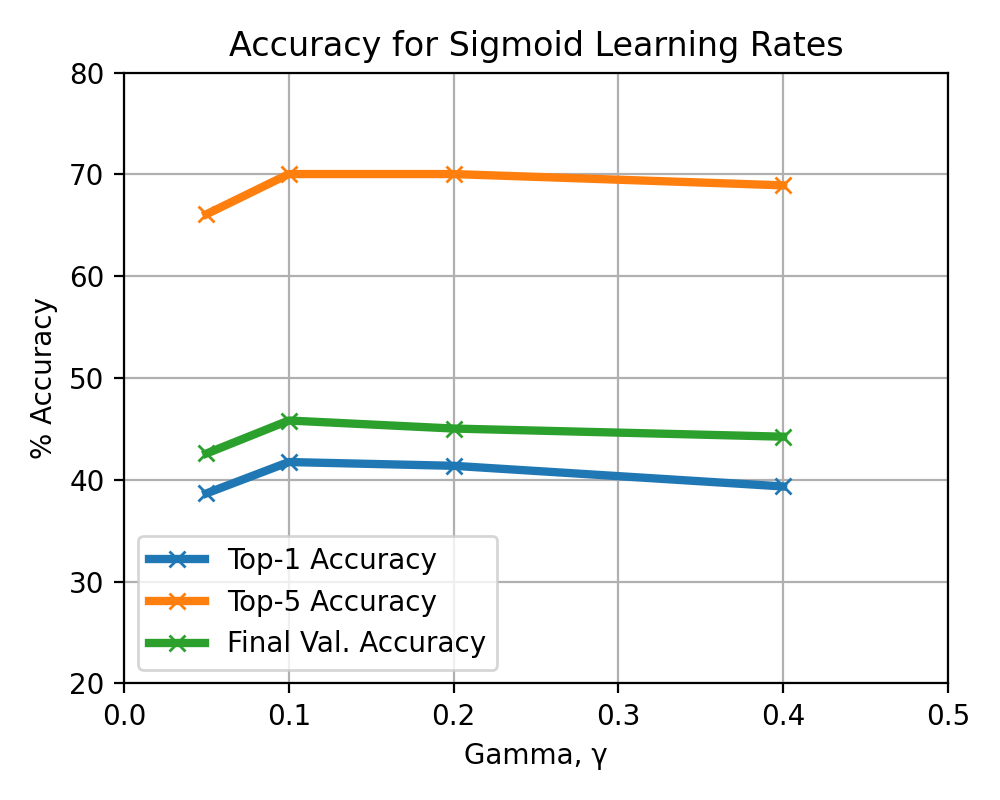 Accuracy for Sigmoid Learning Rates
80
70
60
50
40
30
20
% Accuracy
Top-1 Accuracy
Top-5 Accuracy
Final Val. Accuracy
0.0 0.1 0.2 0.3 0.4 0.5
Gamma, γ